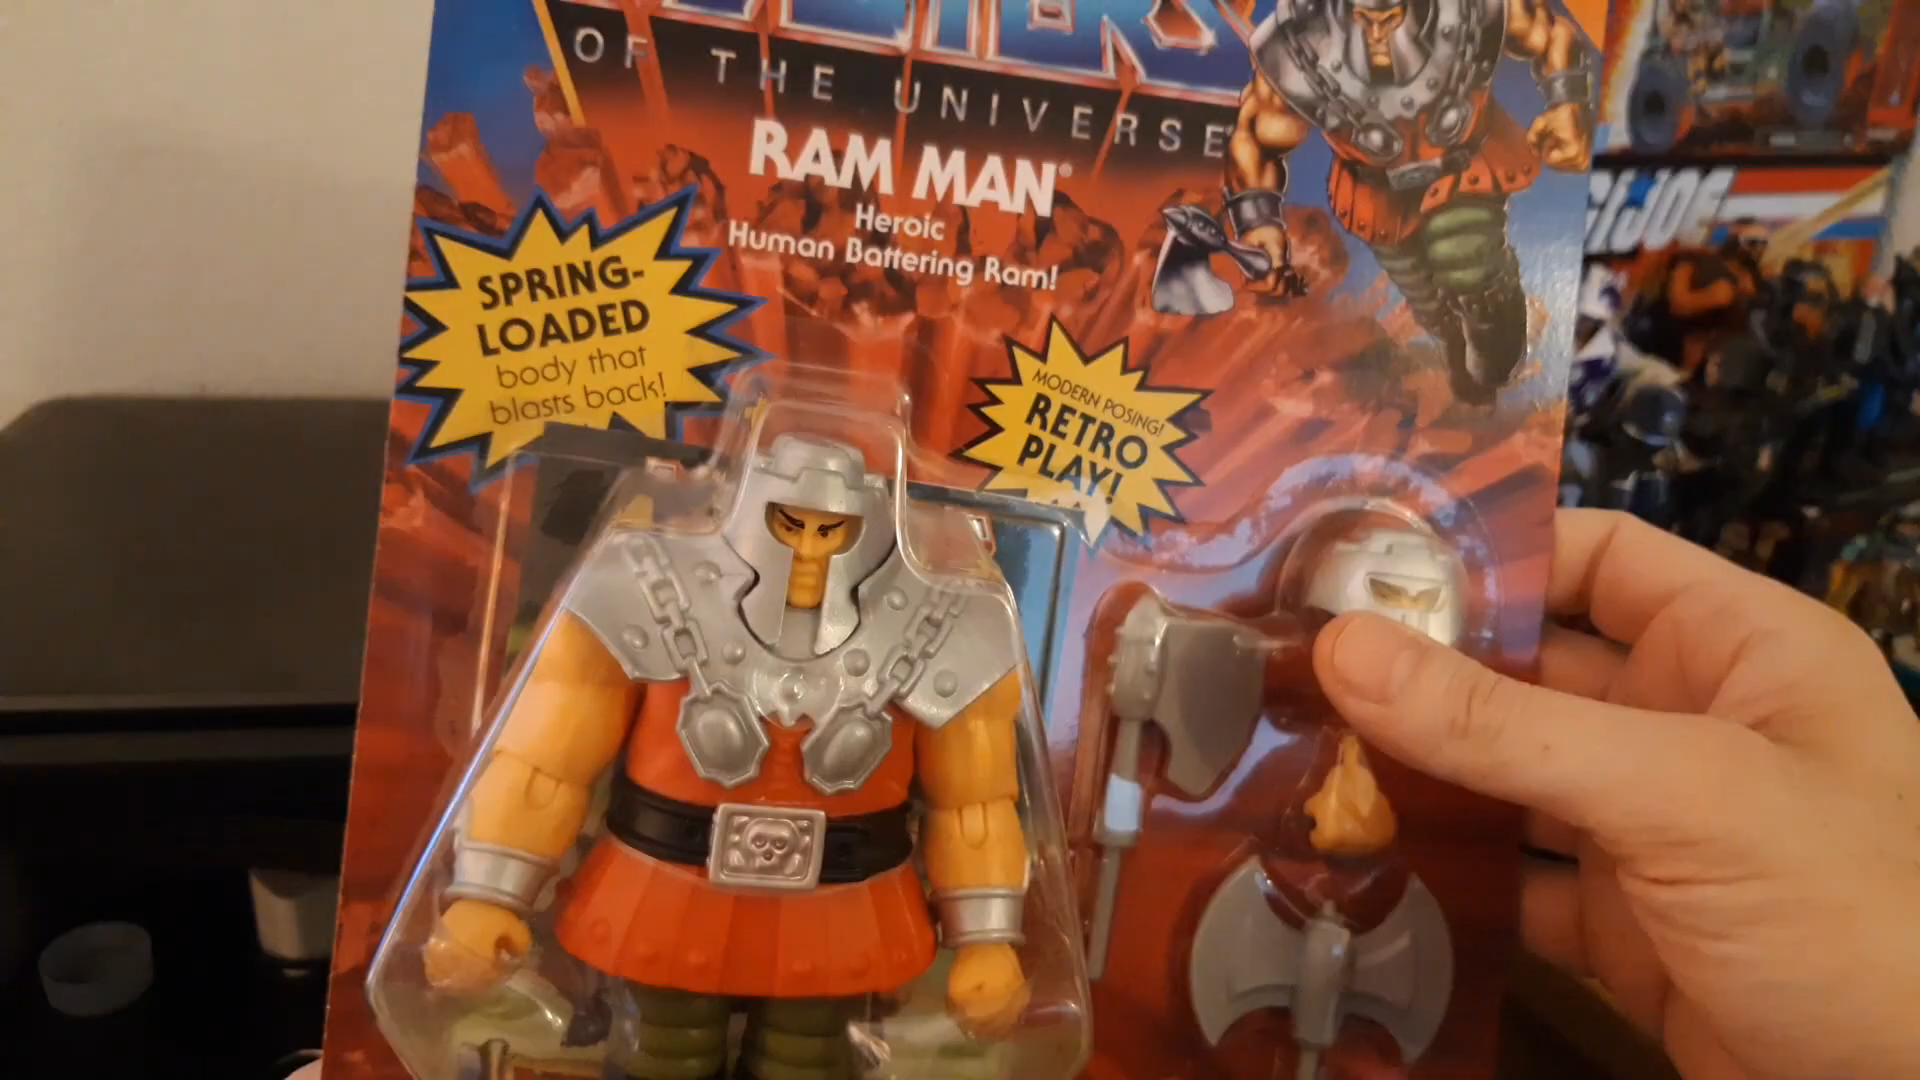 OF THE UNIVERSE
RAM MAN®
Heroic
Human Battering Ram!
SPRING-
LOADED
body that
blasts back!
MODERN POSING!
RETRO
PLAY!
GI JOE